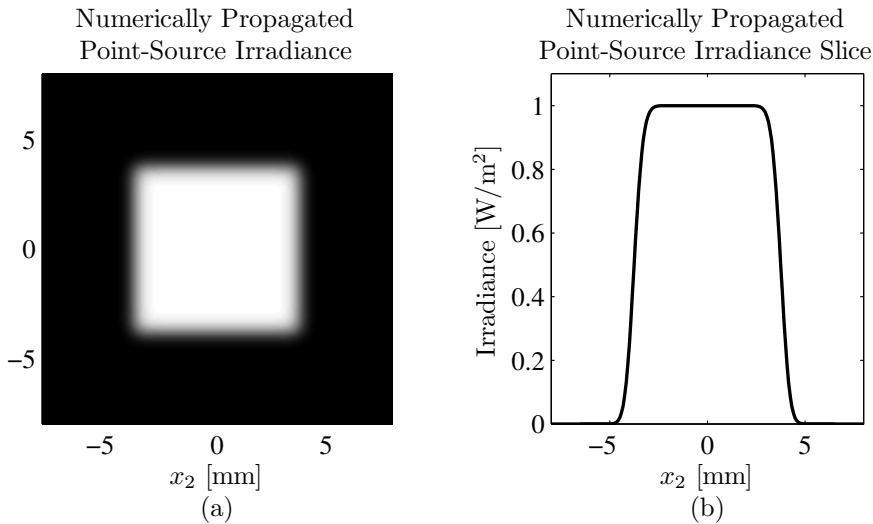 Numerically Propagated
Point-Source Irradiance
5
0
−5
−5 0 5
x₂ [mm]
(a)
Numerically Propagated
Point-Source Irradiance Slice
Irradiance [W/m²]
1
0.8
0.6
0.4
0.2
0
−5 0 5
x₂ [mm]
(b)